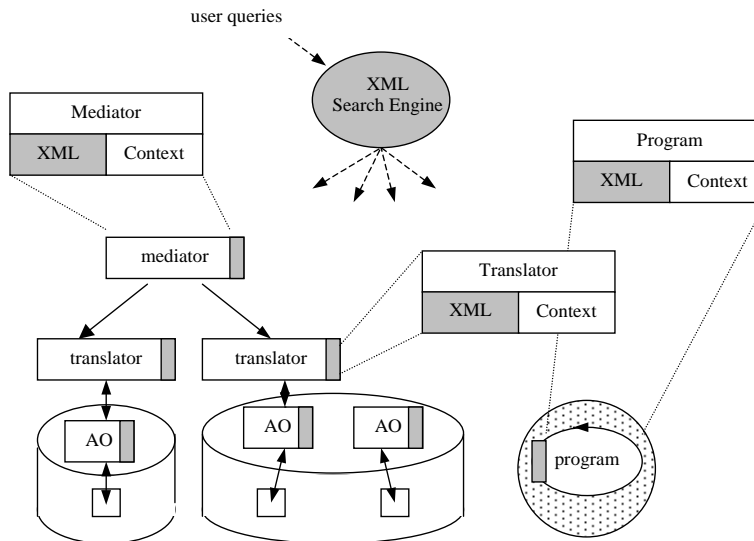 user queries
XML
Search Engine
Mediator
XML Context
Program
XML Context
mediator
Translator
XML Context
translator
translator
AO
AO
AO
program